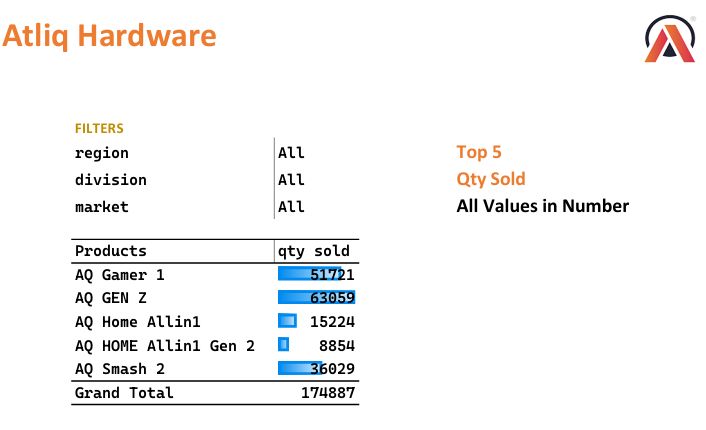 Atliq Hardware
FILTERS
region All
division All
market All
Top 5
Qty Sold
All Values in Number
Products qty sold
AQ Gamer 1 51721
AQ GEN Z 63059
AQ Home Allin1 15224
AQ HOME Allin1 Gen 2 8854
AQ Smash 2 36029
Grand Total 174887